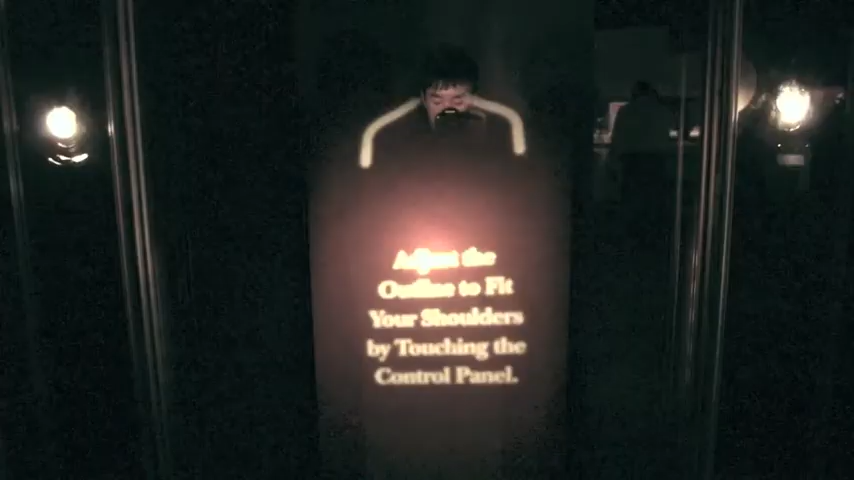 Adjust the
Outline to Fit
Your Shoulders
by Touching the
Control Panel.